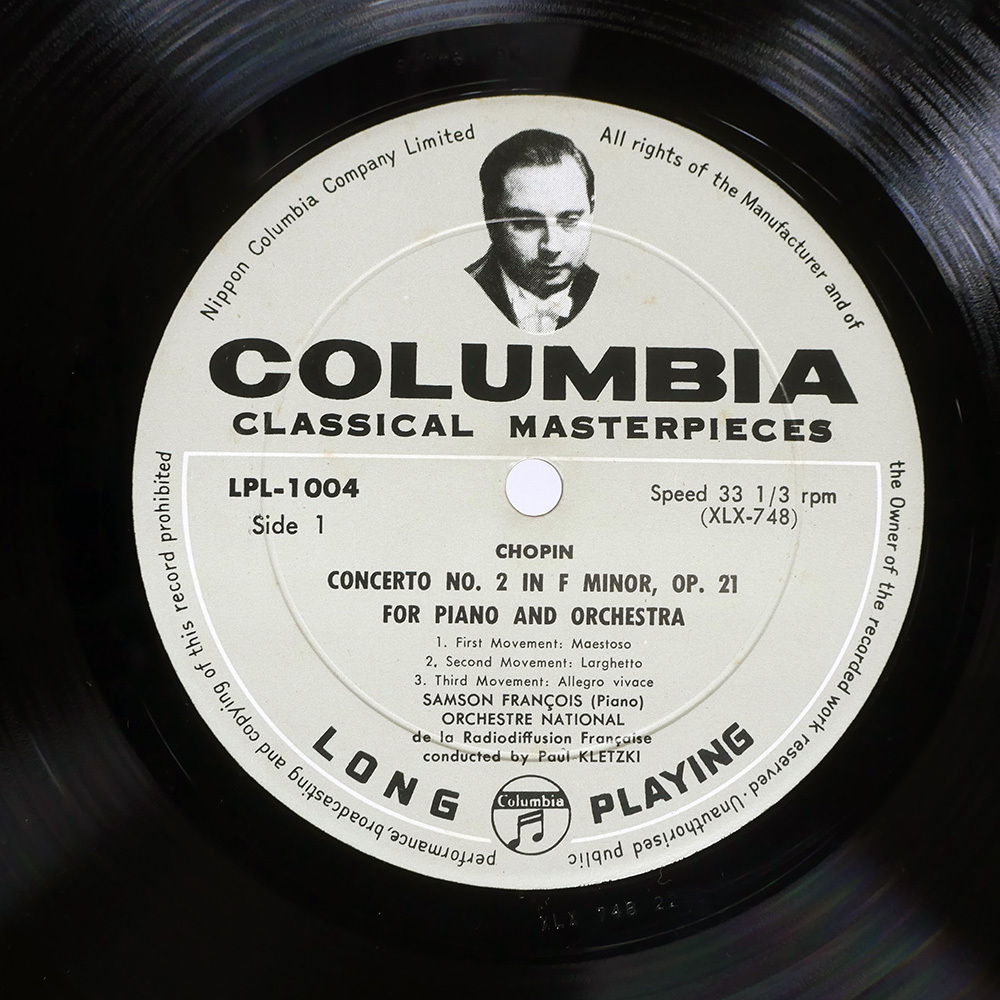 Nippon Columbia Company Limited
All rights of the Manufacturer and of
the Owner of the recorded work reserved · Unauthorised public
performance, broadcasting and copying of this record prohibited
COLUMBIA
CLASSICAL MASTERPIECES
LPL-1004
Side 1
Speed 33 1/3 rpm
(XLX-748)
CHOPIN
CONCERTO NO. 2 IN F MINOR, OP. 21
FOR PIANO AND ORCHESTRA
1. First Movement: Maestoso
2. Second Movement: Larghetto
3. Third Movement: Allegro vivace
SAMSON FRANÇOIS (Piano)
ORCHESTRE NATIONAL
de la Radiodiffusion Française
conducted by Paul KLETZKI
LONG PLAYING
Columbia
XLX 748